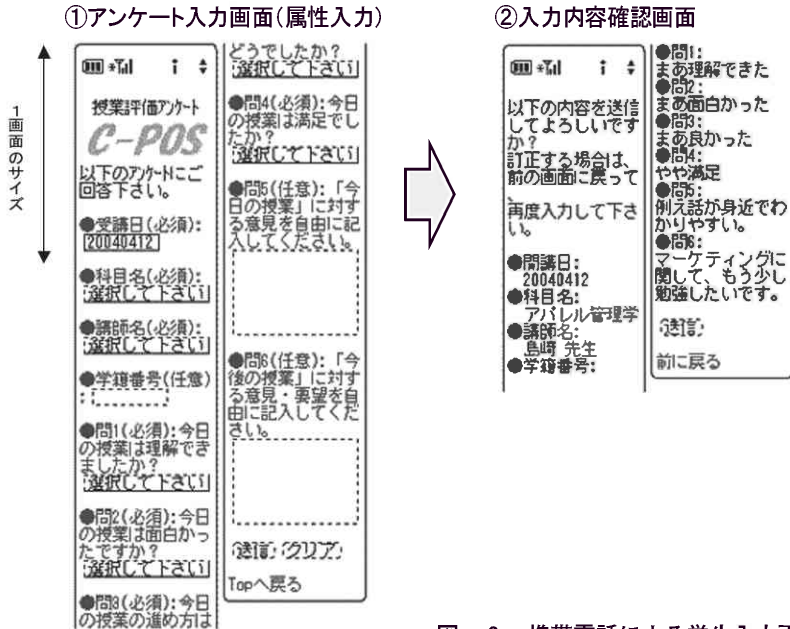 ①アンケート入力画面(属性入力)
1画面のサイズ
授業評価アンケート
C-POS
以下のアンケートにご
回答下さい。
●受講日(必須):
20040412
●科目名(必須):
選択して下さい
●講師名(必須):
選択して下さい
●学籍番号(任意)
:
●問1(必須):今日
の授業は理解でき
ましたか?
選択して下さい
●問2(必須):今日
の授業は面白かっ
たですか?
選択して下さい
●問3(必須):今日
の授業の進め方は
どうでしたか?
選択して下さい
●問4(必須):今日
の授業は満足でし
たか?
選択して下さい
●問5(任意):「今
日の授業」に対す
る意見を自由に記
入してください。
●問6(任意):「今
後の授業」に対す
る意見・要望を自
由に記入してくだ
さい。
送信 クリア
Topへ戻る
②入力内容確認画面
以下の内容を送信
してよろしいです
か?
訂正する場合は、
前の画面に戻って
、
再度入力して下さ
い。
●開講日:
20040412
●科目名:
アパレル管理学
●講師名:
島崎 先生
●学籍番号:
●問1:
まあ理解できた
●問2:
まあ面白かった
●問3:
まあ良かった
●問4:
やや満足
●問5:
例え話が身近でわ
かりやすい。
●問6:
マーケティングに
関して、もう少し
勉強したいです。
送信
前に戻る